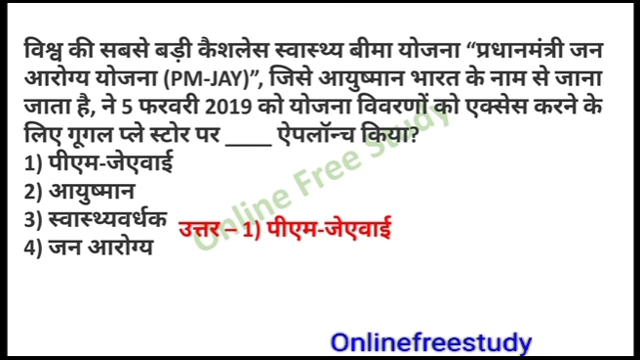 विश्व की सबसे बड़ी कैशलेस स्वास्थ्य बीमा योजना “प्रधानमंत्री जन
आरोग्य योजना (PM-JAY)”, जिसे आयुष्मान भारत के नाम से जाना
जाता है, ने 5 फरवरी 2019 को योजना विवरणों को एक्सेस करने के
लिए गूगल प्ले स्टोर पर ____ ऐपलॉन्च किया?
1) पीएम-जेएवाई
2) आयुष्मान
3) स्वास्थ्यवर्धक
उत्तर – 1) पीएम-जेएवाई
4) जन आरोग्य
Online Free Study
Onlinefreestudy